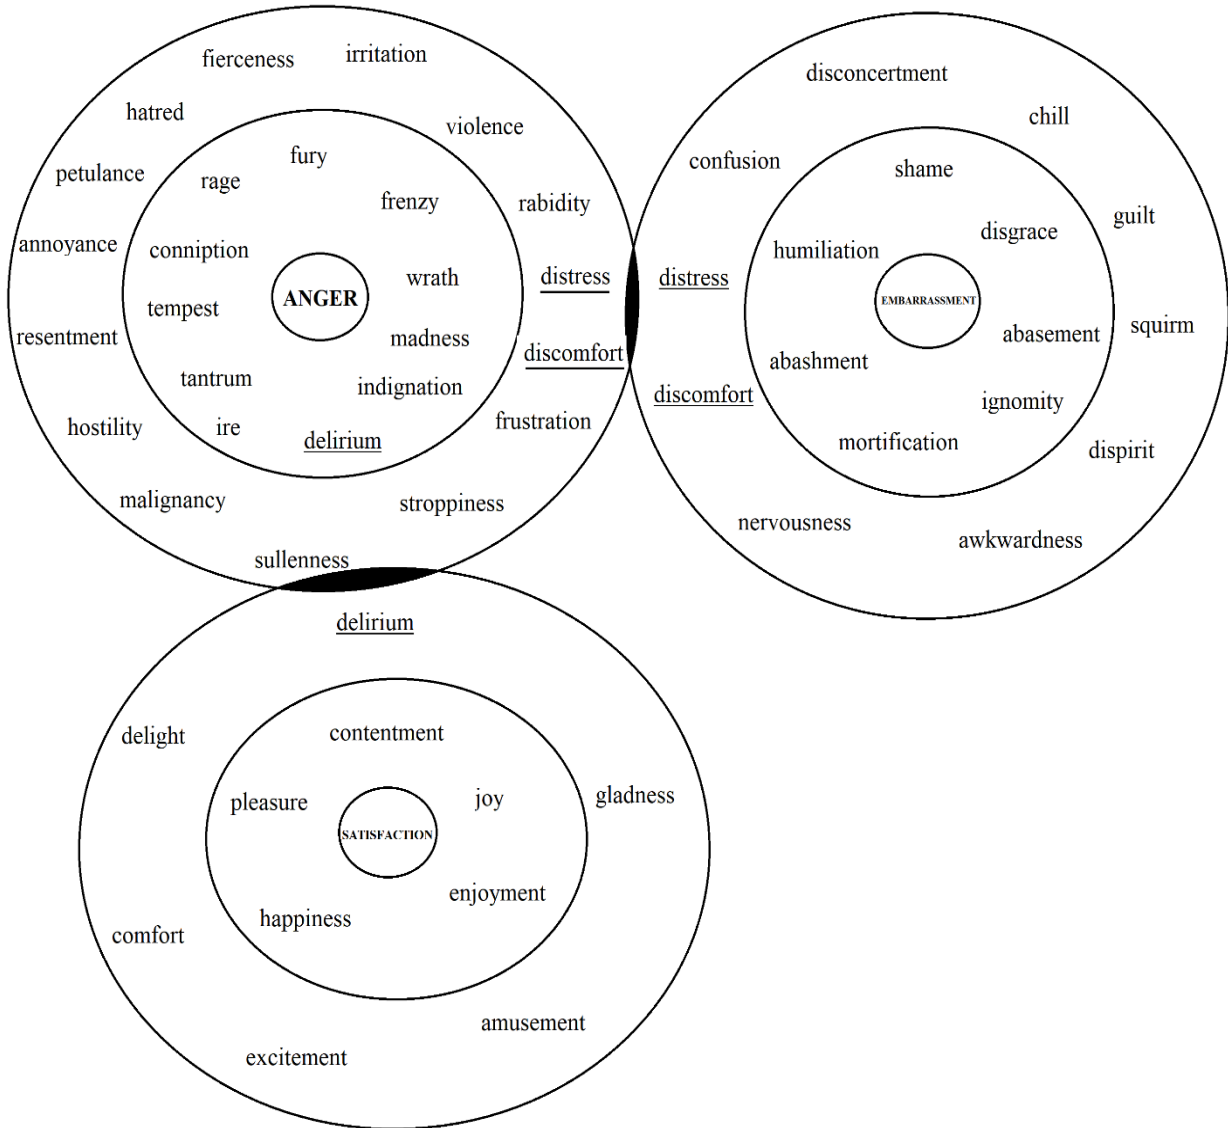 fierceness
irritation
hatred
violence
petulance
fury
rage
frenzy
rabidity
annoyance
conniption
wrath
distress
ANGER
tempest
resentment
madness
discomfort
tantrum
indignation
hostility
ire
delirium
frustration
malignancy
stroppiness
sullenness
disconcertment
chill
confusion
shame
guilt
disgrace
humiliation
distress
EMBARRASSMENT
squirm
abasement
abashment
discomfort
ignomity
mortification
dispirit
nervousness
awkwardness
delirium
delight
contentment
pleasure
joy
gladness
SATISFACTION
enjoyment
happiness
comfort
amusement
excitement